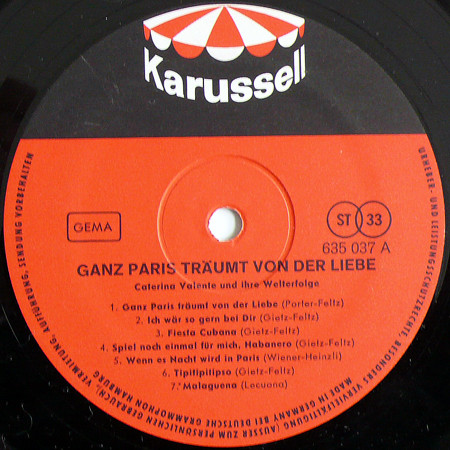 Karussell
GEMA
ST 33
635 037 A
GANZ PARIS TRÄUMT VON DER LIEBE
Caterina Valente und ihre Welterfolge
1. Ganz Paris träumt von der Liebe (Porter-Feltz)
2. Ich wär so gern bei Dir (Gietz-Feltz)
3. Fiesta Cubana (Gietz-Feltz)
4. Spiel noch einmal für mich, Habanero (Gietz-Feltz)
5. Wenn es Nacht wird in Paris (Wiener-Heinzli)
6. Tipitipitipso (Gietz-Feltz)
7. Malaguena (Lecuona)
URHEBER- UND LEISTUNGSSCHUTZRECHTE, BESONDERS VERVIELFÄLTIGUNG (AUSSER ZUM PERSÖNLICHEN GEBRAUCH), VERMIETUNG, AUFFÜHRUNG, SENDUNG VORBEHALTEN
MADE IN GERMANY BEI DEUTSCHE GRAMMOPHON HAMBURG